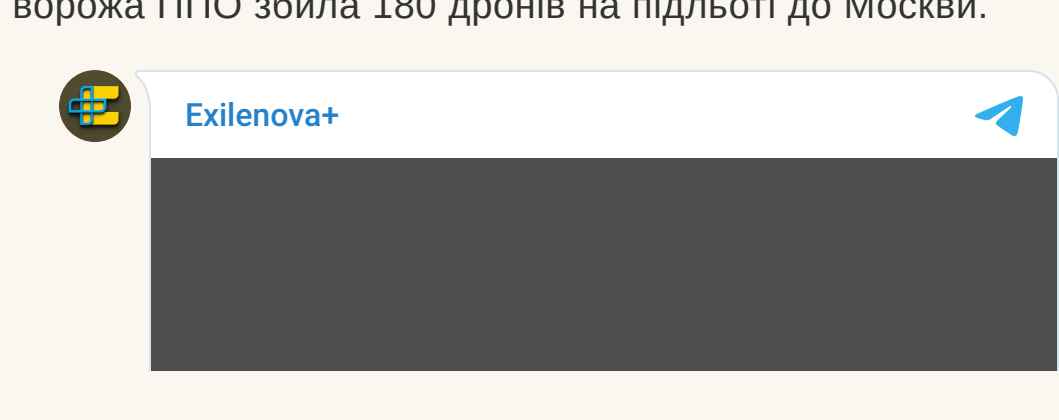 ворожа ППО збила 180 дронів на підльоті до Москви.
Exilenova+